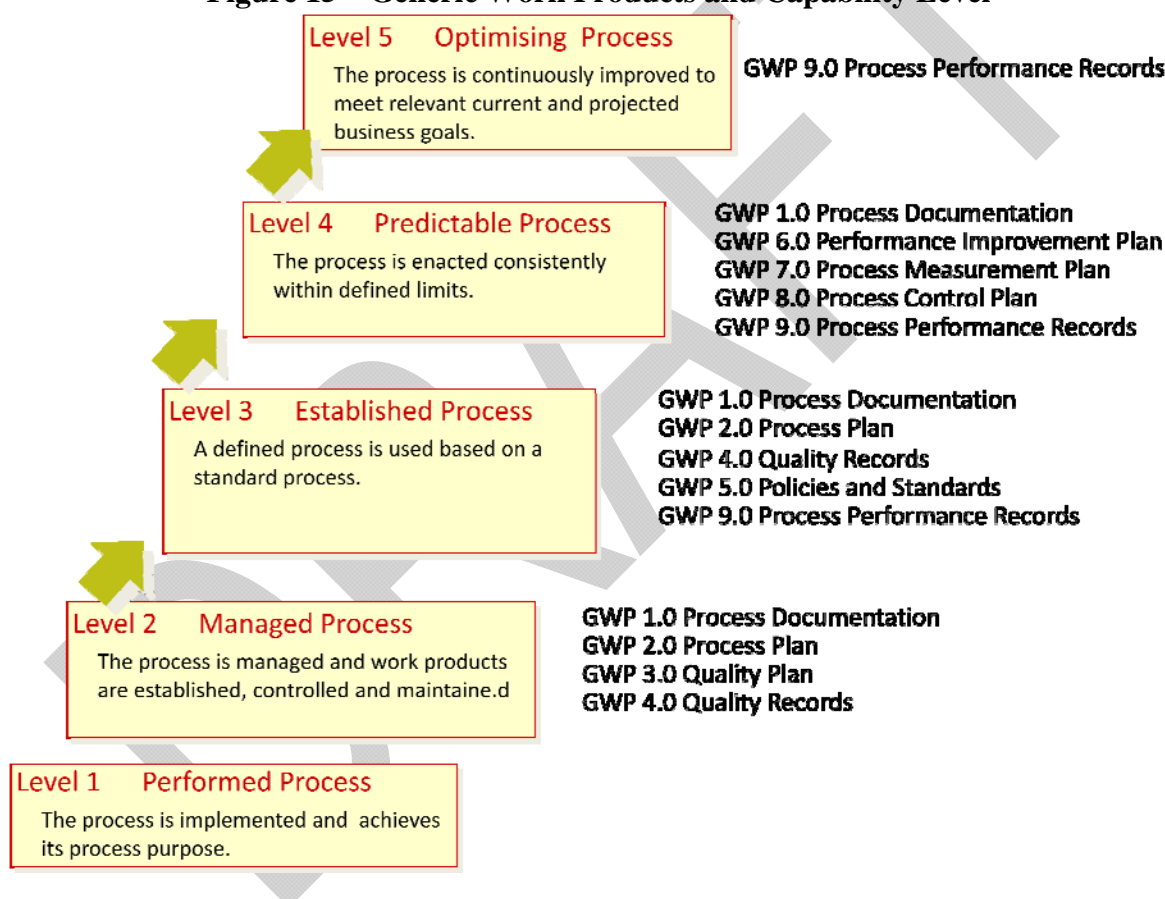 Figure 15 – Generic Work Products and Capability Level
Level 5 Optimising Process
The process is continuously improved to
meet relevant current and projected
business goals.
GWP 9.0 Process Performance Records
Level 4 Predictable Process
The process is enacted consistently
within defined limits.
GWP 1.0 Process Documentation
GWP 6.0 Performance Improvement Plan
GWP 7.0 Process Measurement Plan
GWP 8.0 Process Control Plan
GWP 9.0 Process Performance Records
Level 3 Established Process
A defined process is used based on a
standard process.
GWP 1.0 Process Documentation
GWP 2.0 Process Plan
GWP 4.0 Quality Records
GWP 5.0 Policies and Standards
GWP 9.0 Process Performance Records
Level 2 Managed Process
The process is managed and work products
are established, controlled and maintaine.d
GWP 1.0 Process Documentation
GWP 2.0 Process Plan
GWP 3.0 Quality Plan
GWP 4.0 Quality Records
Level 1 Performed Process
The process is implemented and achieves
its process purpose.
DRAFT